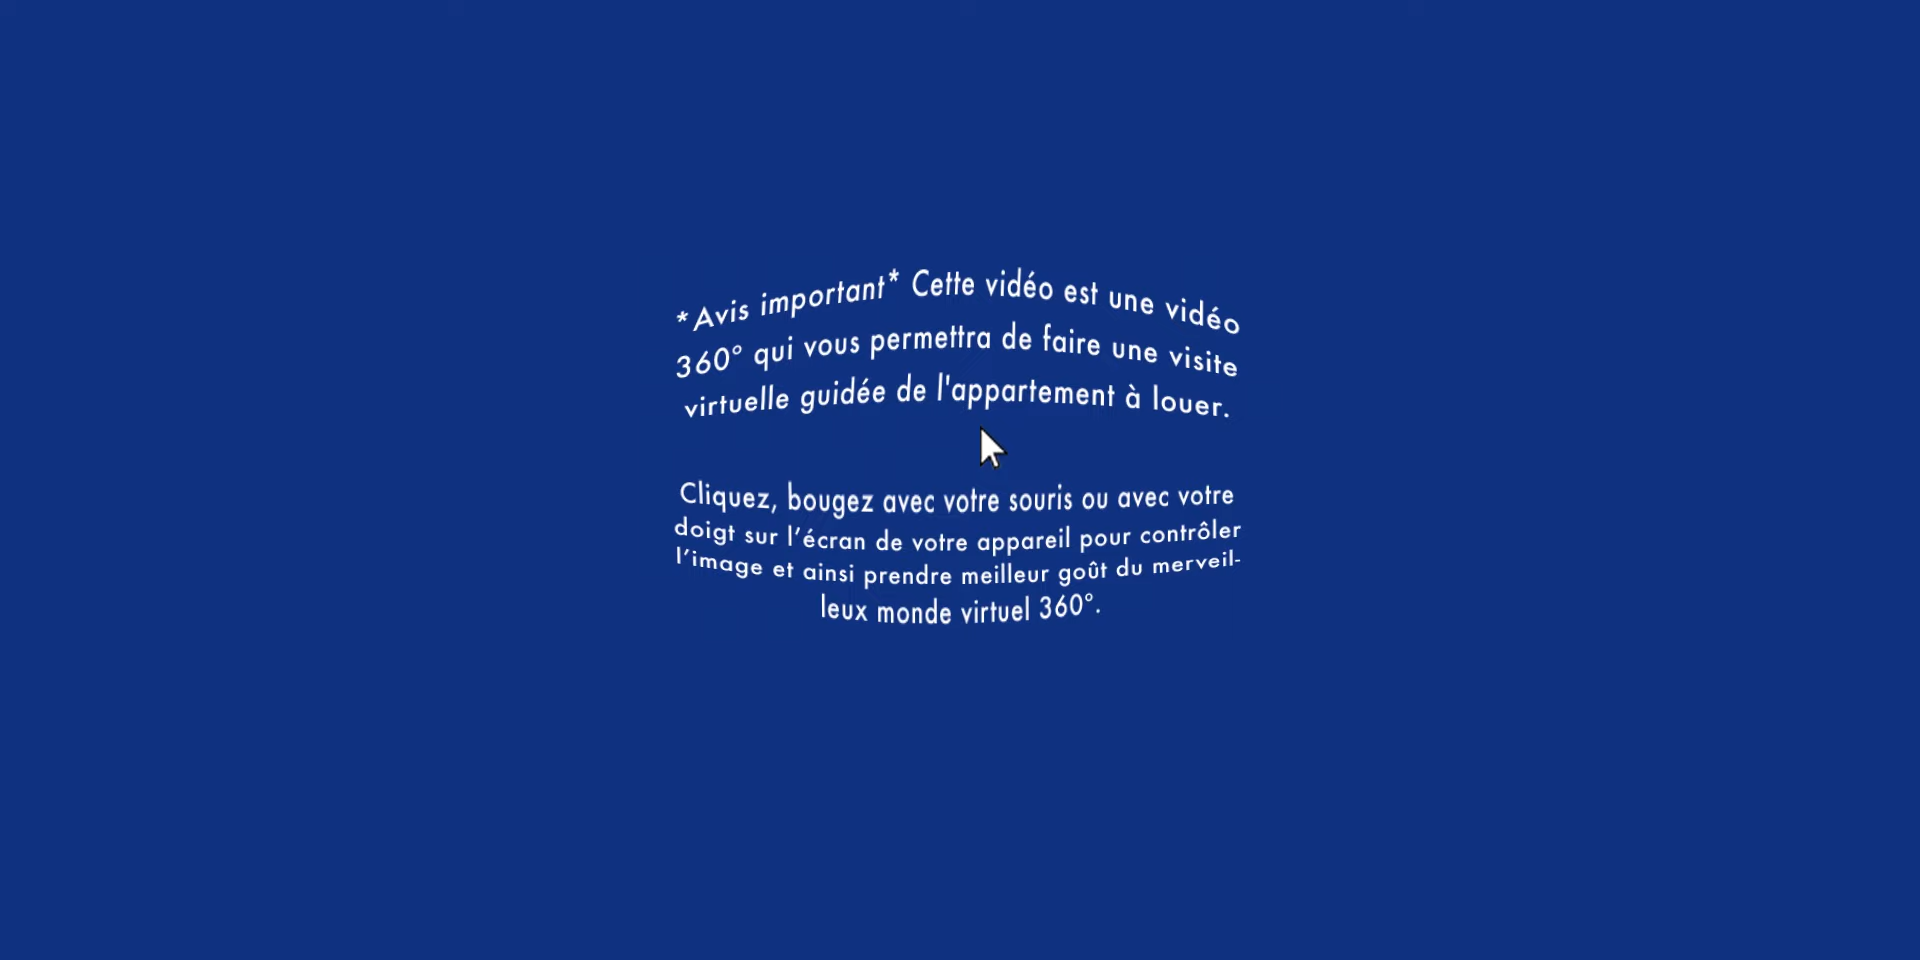 *Avis important* Cette vidéo est une vidéo
360° qui vous permettra de faire une visite
virtuelle guidée de l'appartement à louer.
Cliquez, bougez avec votre souris ou avec votre
doigt sur l’écran de votre appareil pour contrôler
l’image et ainsi prendre meilleur goût du merveil-
leux monde virtuel 360°.